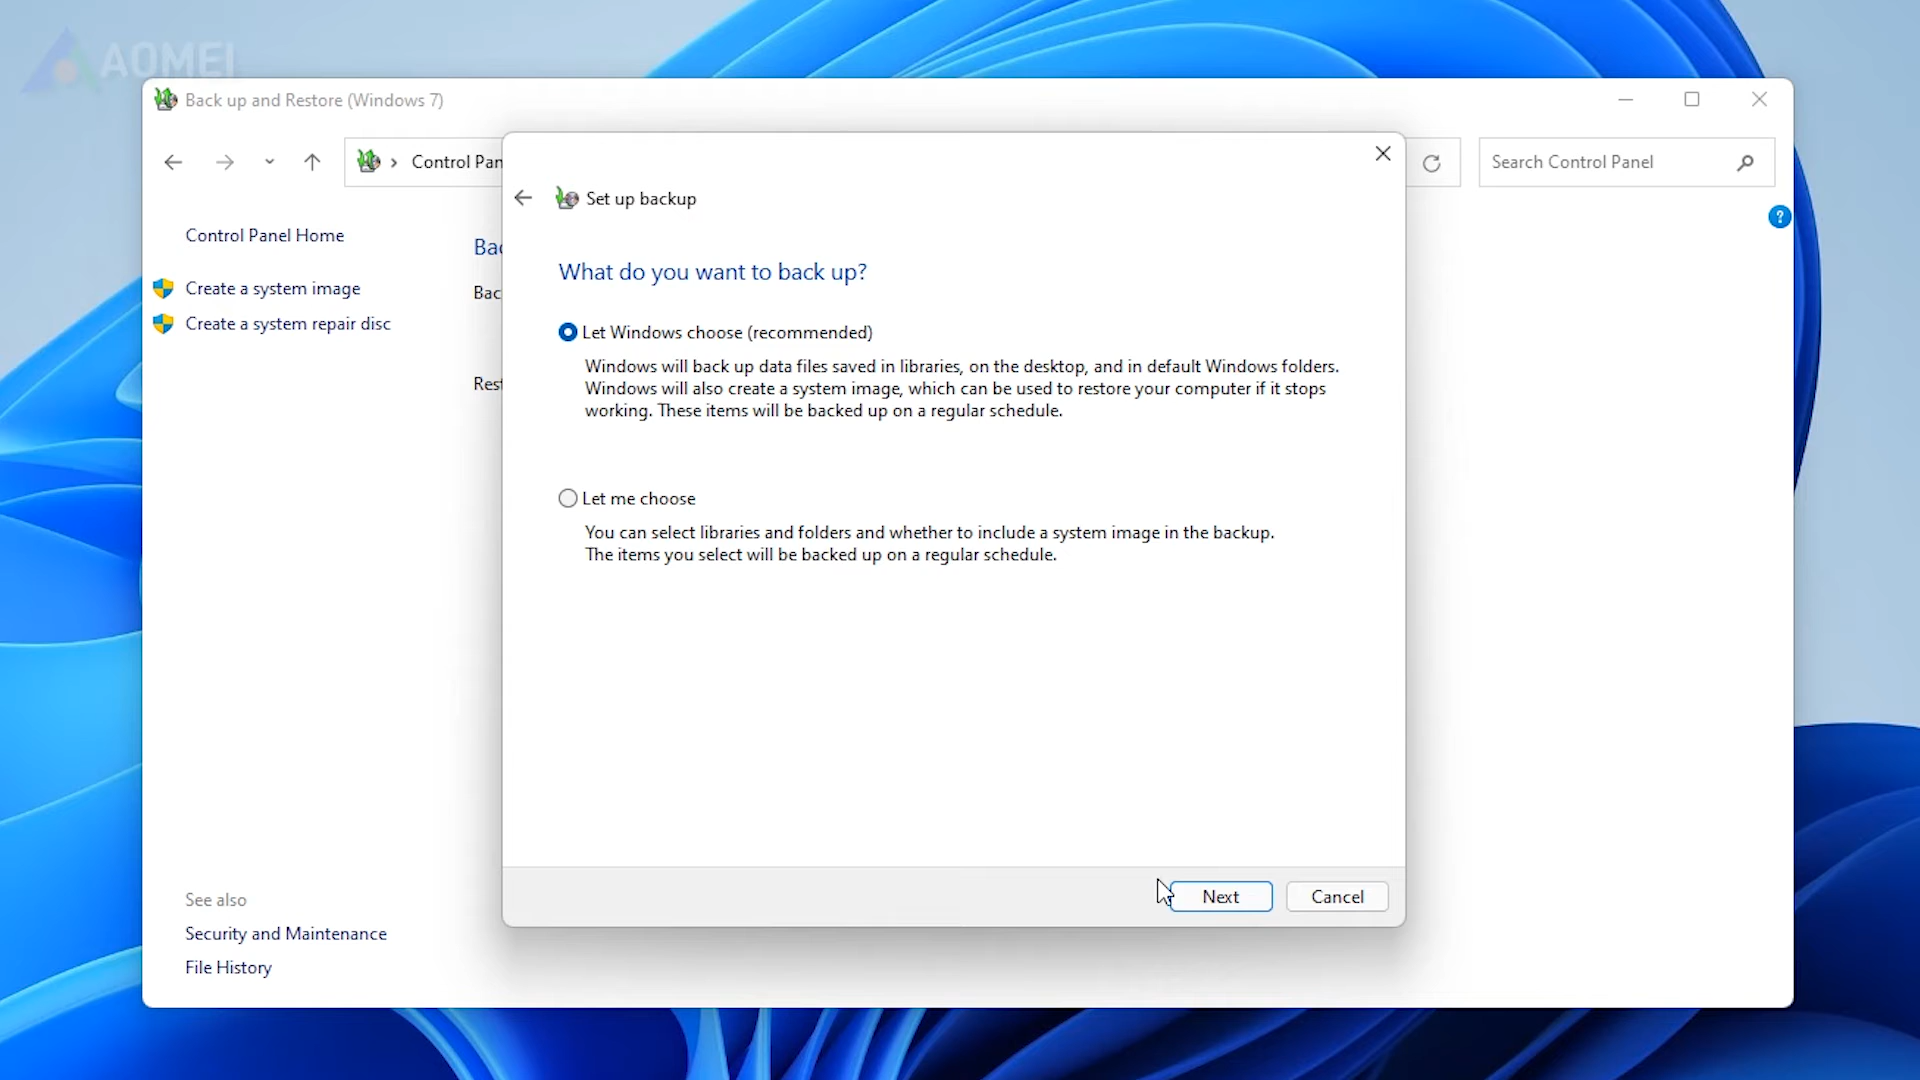 AOMEI
Back up and Restore (Windows 7)
Control Pan
Search Control Panel
Set up backup
?
Control Panel Home
Bac
What do you want to back up?
Create a system image
Bac
Create a system repair disc
Let Windows choose (recommended)
Windows will back up data files saved in libraries, on the desktop, and in default Windows folders.
Windows will also create a system image, which can be used to restore your computer if it stops
working. These items will be backed up on a regular schedule.
Rest
Let me choose
You can select libraries and folders and whether to include a system image in the backup.
The items you select will be backed up on a regular schedule.
Next
Cancel
See also
Security and Maintenance
File History